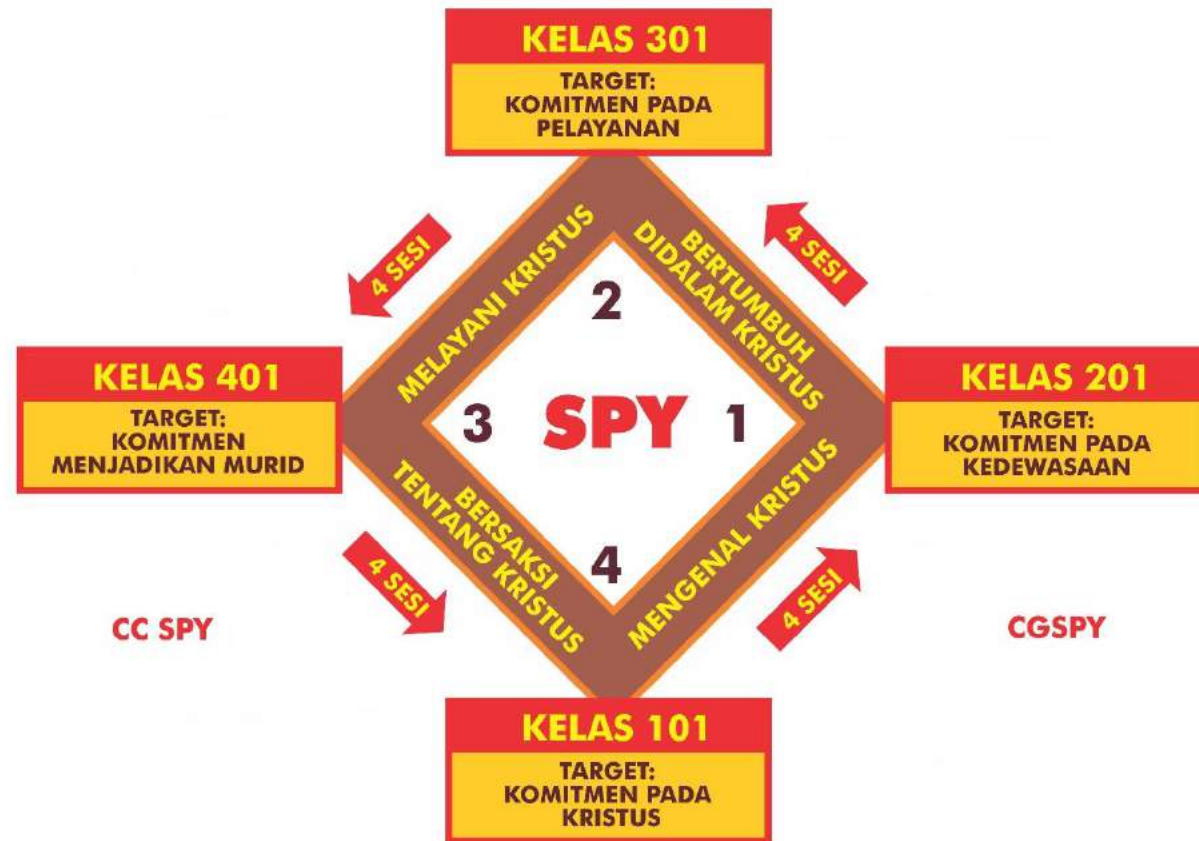 KELAS 301
TARGET:
KOMITMEN PADA
PELAYANAN
4 SESI
MELAYANI KRISTUS
BERTUMBUH
DIDALAM KRISTUS
4 SESI
2
KELAS 401
TARGET:
KOMITMEN
MENJADIKAN MURID
3
SPY
1
KELAS 201
TARGET:
KOMITMEN PADA
KEDEWASAAN
4 SESI
BERSAKSI
TENTANG KRISTUS
4
MENGENAL KRISTUS
4 SESI
CC SPY
CGSPY
KELAS 101
TARGET:
KOMITMEN PADA
KRISTUS